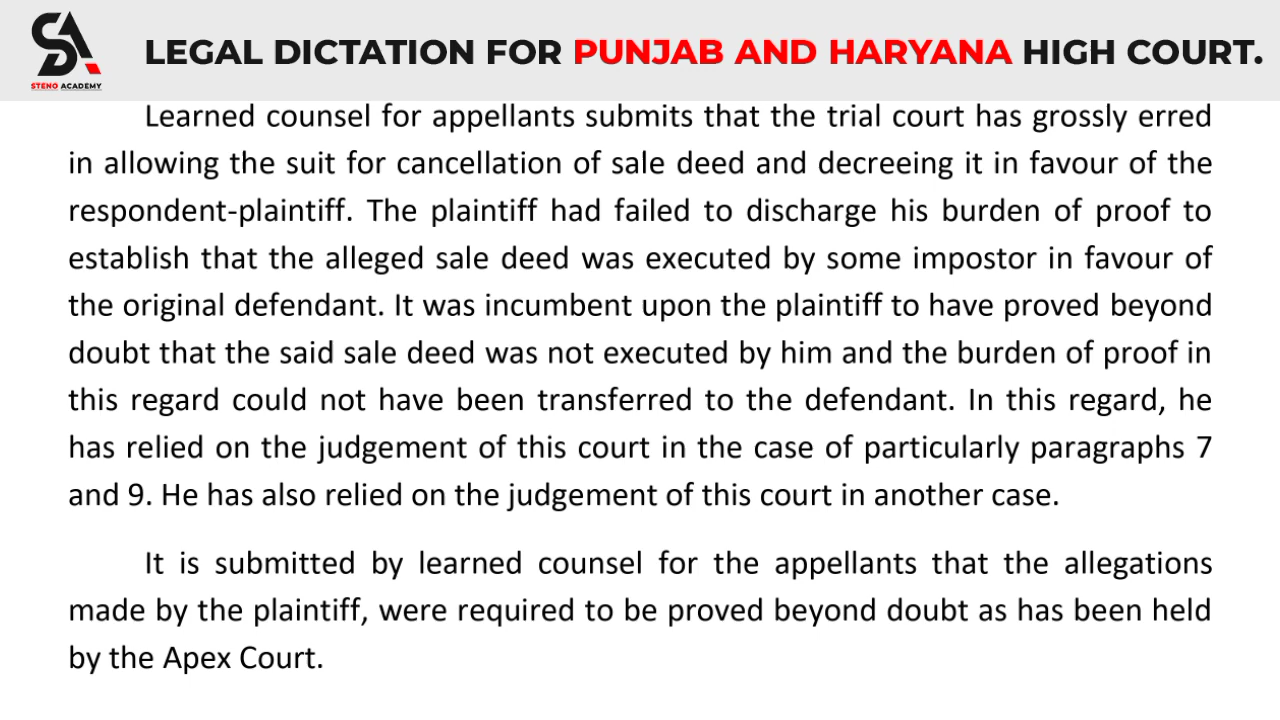 LEGAL DICTATION FOR PUNJAB AND HARYANA HIGH COURT.
STENO ACADEMY
Learned counsel for appellants submits that the trial court has grossly erred
in allowing the suit for cancellation of sale deed and decreeing it in favour of the
respondent-plaintiff. The plaintiff had failed to discharge his burden of proof to
establish that the alleged sale deed was executed by some impostor in favour of
the original defendant. It was incumbent upon the plaintiff to have proved beyond
doubt that the said sale deed was not executed by him and the burden of proof in
this regard could not have been transferred to the defendant. In this regard, he
has relied on the judgement of this court in the case of particularly paragraphs 7
and 9. He has also relied on the judgement of this court in another case.
It is submitted by learned counsel for the appellants that the allegations
made by the plaintiff, were required to be proved beyond doubt as has been held
by the Apex Court.